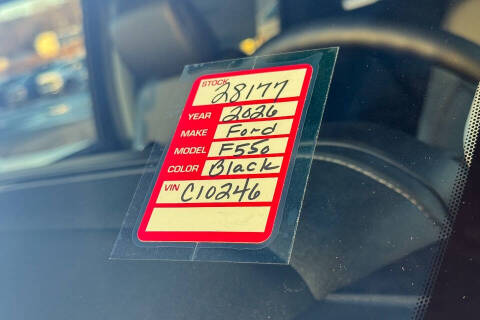 STOCK 28177
YEAR 2026
MAKE Ford
MODEL F550
COLOR Black
VIN C10246